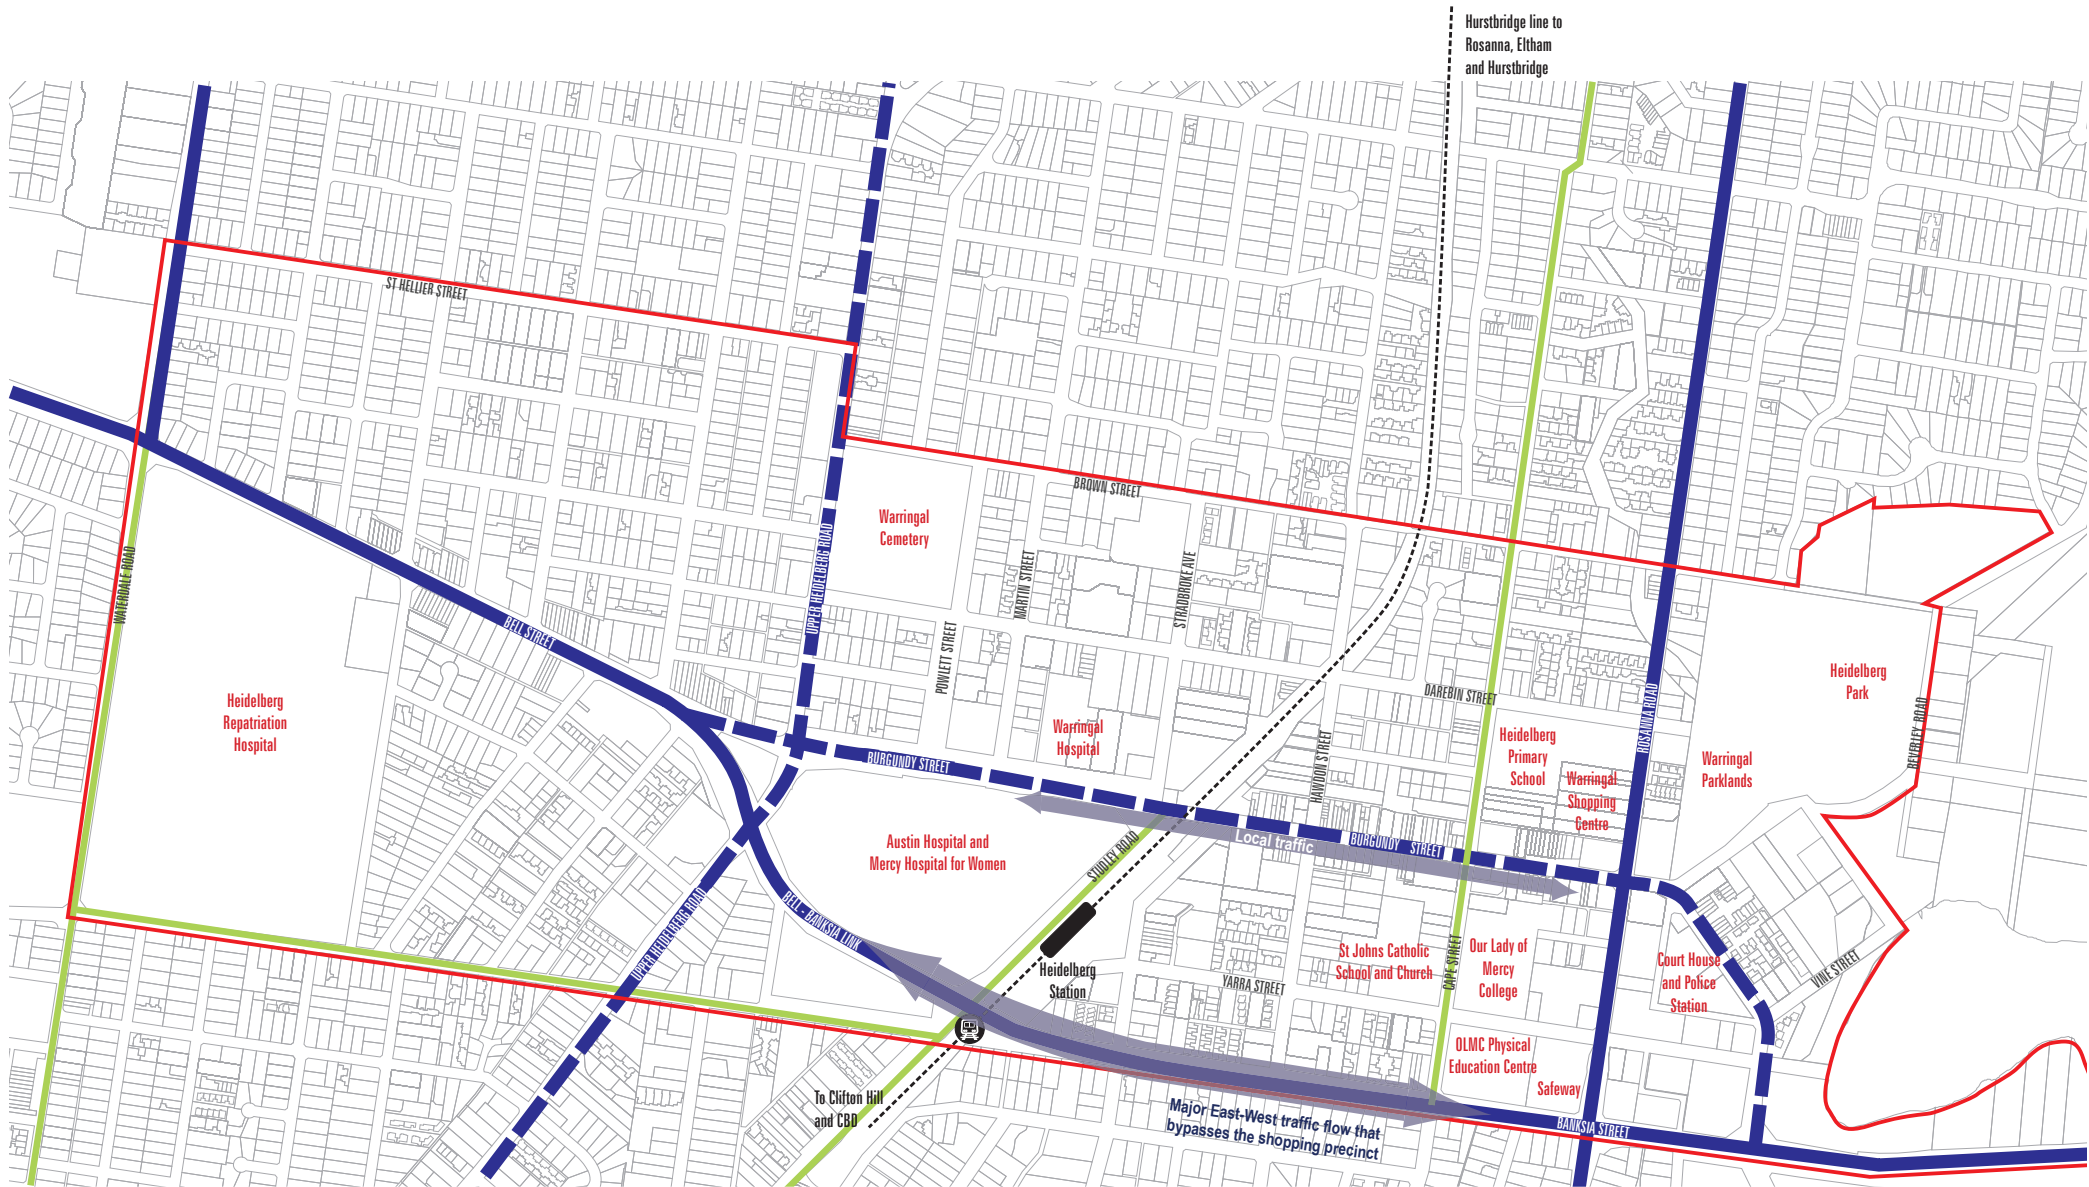 Hurstbridge line to
Rosanna, Eltham
and Hurstbridge
ST HELLIER STREET
BROWN STREET
Warringal
Cemetery
UPPER HEIDELBERG ROAD
WATERDALE ROAD
MARTIN STREET
STRADBROKE AVE
BELL STREET
POWLETT STREET
DAREBIN STREET
Heidelberg
Park
Heidelberg
Repatriation
Hospital
Warringal
Hospital
HAWDON STREET
Heidelberg
Primary
School
Warringal
Shopping
Centre
ROSANNA ROAD
Warringal
Parklands
BEVERLEY ROAD
BURGUNDY STREET
Austin Hospital and
Mercy Hospital for Women
STUDLEY ROAD
Local traffic
BURGUNDY STREET
UPPER HEIDELBERG ROAD
BELL - BANKSIA LINK
Heidelberg
Station
YARRA STREET
St Johns Catholic
School and Church
CAPE STREET
Our Lady of
Mercy
College
Court House
and Police
Station
VINE STREET
OLMC Physical
Education Centre
Safeway
To Clifton Hill
and CBD
Major East-West traffic flow that
bypasses the shopping precinct
BANKSIA STREET